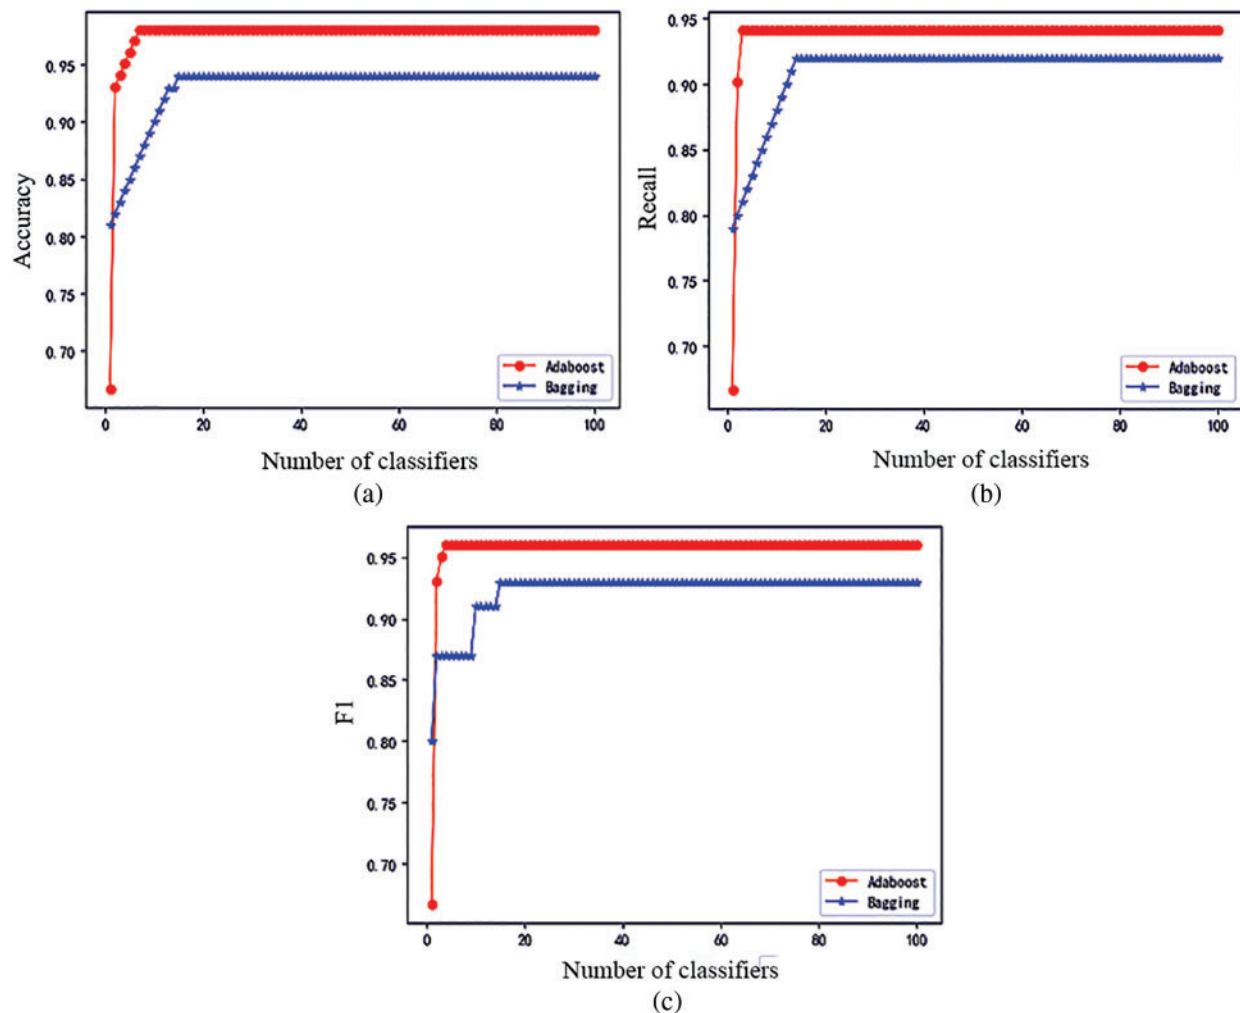 0.95
0.90
0.85
0.80
0.75
0.70
Accuracy
Adaboost
Bagging
0 20 40 60 80 100
Number of classifiers
(a)
0.95
0.90
0.85
0.80
0.75
0.70
Recall
Adaboost
Bagging
0 20 40 60 80 100
Number of classifiers
(b)
0.95
0.90
0.85
0.80
0.75
0.70
F1
Adaboost
Bagging
0 20 40 60 80 100
Number of classifiers
(c)